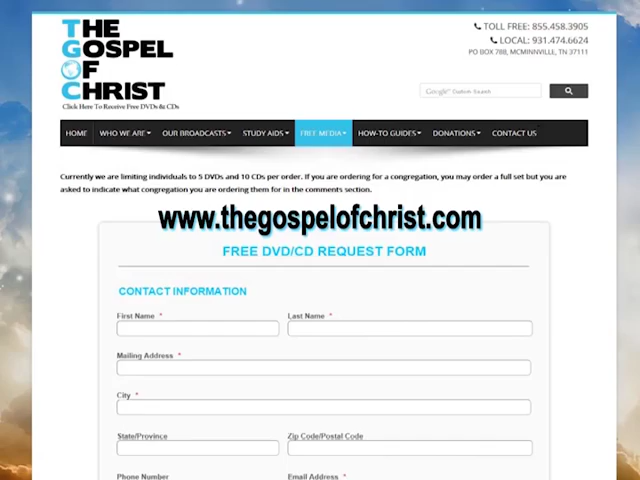 THE
GOSPEL
OF
CHRIST
Click Here To Receive Free DVDs & CDs
TOLL FREE: 855.458.3905
LOCAL: 931.474.6624
PO BOX 788, MCMINNVILLE, TN 37111
Google Custom Search
HOME WHO WE ARE OUR BROADCASTS STUDY AIDS FREE MEDIA HOW-TO GUIDES DONATIONS CONTACT US
Currently we are limiting individuals to 5 DVDs and 10 CDs per order. If you are ordering for a congregation, you may order a full set but you are
asked to indicate what congregation you are ordering them for in the comments section.
www.thegospelofchrist.com
FREE DVD/CD REQUEST FORM
CONTACT INFORMATION
First Name * Last Name *
Mailing Address *
City *
State/Province Zip Code/Postal Code
Phone Number Email Address *